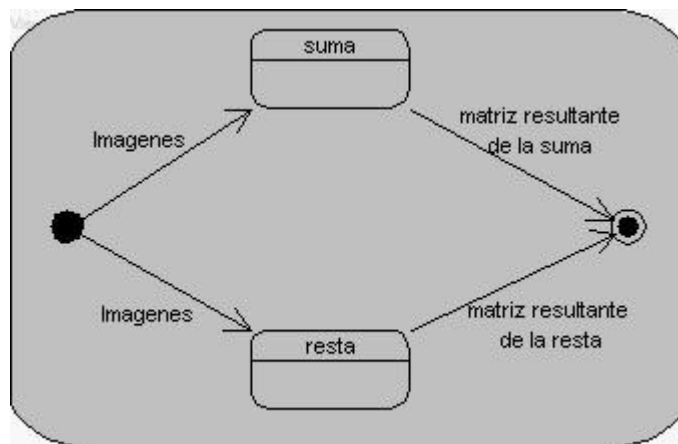 suma
Imagenes
matriz resultante
de la suma
Imagenes
resta
matriz resultante
de la resta